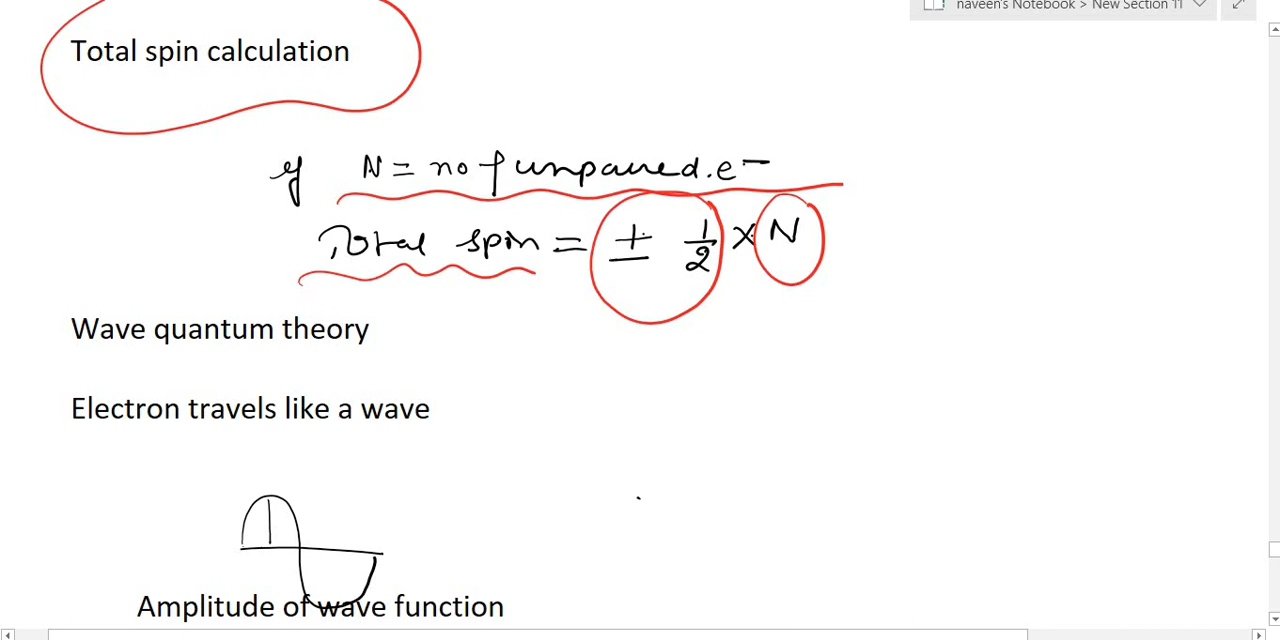 naveen's Notebook > New Section 11
Total spin calculation
if N = no of unpaired. e⁻
Total spin = ± 1/2 × N
Wave quantum theory
Electron travels like a wave
Amplitude of wave function